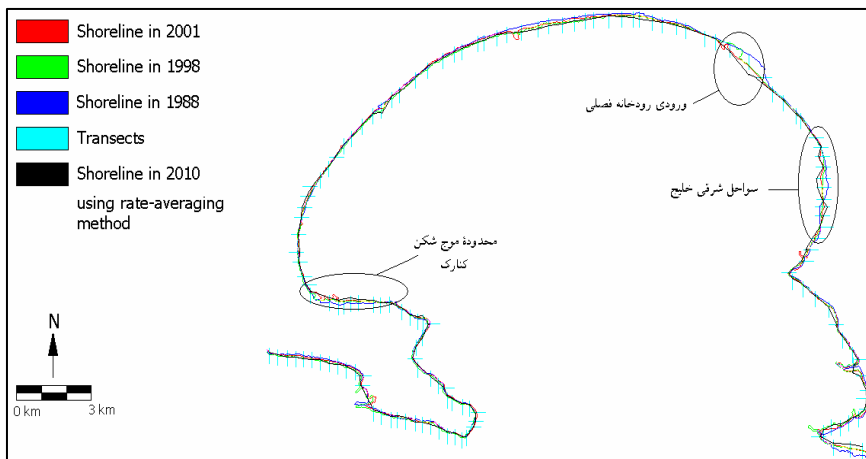 Shoreline in 2001
Shoreline in 1998
Shoreline in 1988
Transects
Shoreline in 2010
using rate-averaging
method
ورودی رودخانه فصلی
سواحل شرقی خلیج
محدودۀ موج شکن
کنارک
N
0 km 3 km